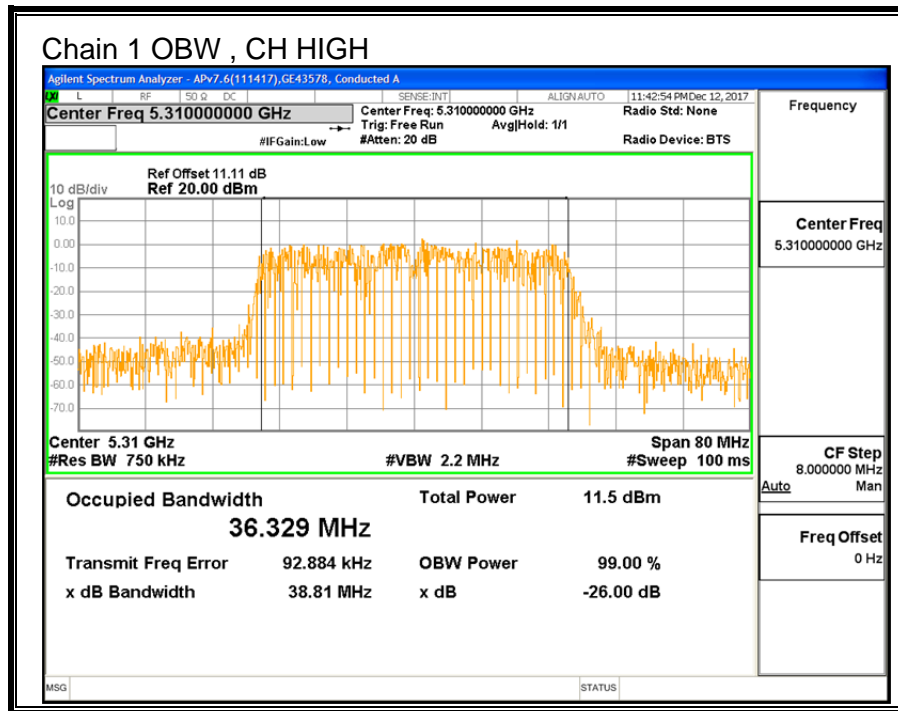 Chain 1 OBW , CH HIGH
Agilent Spectrum Analyzer - APv7.6(111417),GE43578, Conducted A
LXI L RF 50 Ω DC SENSE:INT ALIGN AUTO 11:42:54 PM Dec 12, 2017
Center Freq 5.310000000 GHz
Center Freq: 5.310000000 GHz
Radio Std: None
Trig: Free Run Avg|Hold: 1/1
#IFGain:Low #Atten: 20 dB Radio Device: BTS
Frequency
Ref Offset 11.11 dB
10 dB/div Ref 20.00 dBm
Log
10.0
0.00
-10.0
-20.0
-30.0
-40.0
-50.0
-60.0
-70.0
Center 5.31 GHz Span 80 MHz
#Res BW 750 kHz #VBW 2.2 MHz #Sweep 100 ms
Center Freq
5.310000000 GHz
CF Step
8.000000 MHz
Auto Man
Freq Offset
0 Hz
Occupied Bandwidth Total Power 11.5 dBm
36.329 MHz
Transmit Freq Error 92.884 kHz OBW Power 99.00 %
x dB Bandwidth 38.81 MHz x dB -26.00 dB
MSG STATUS